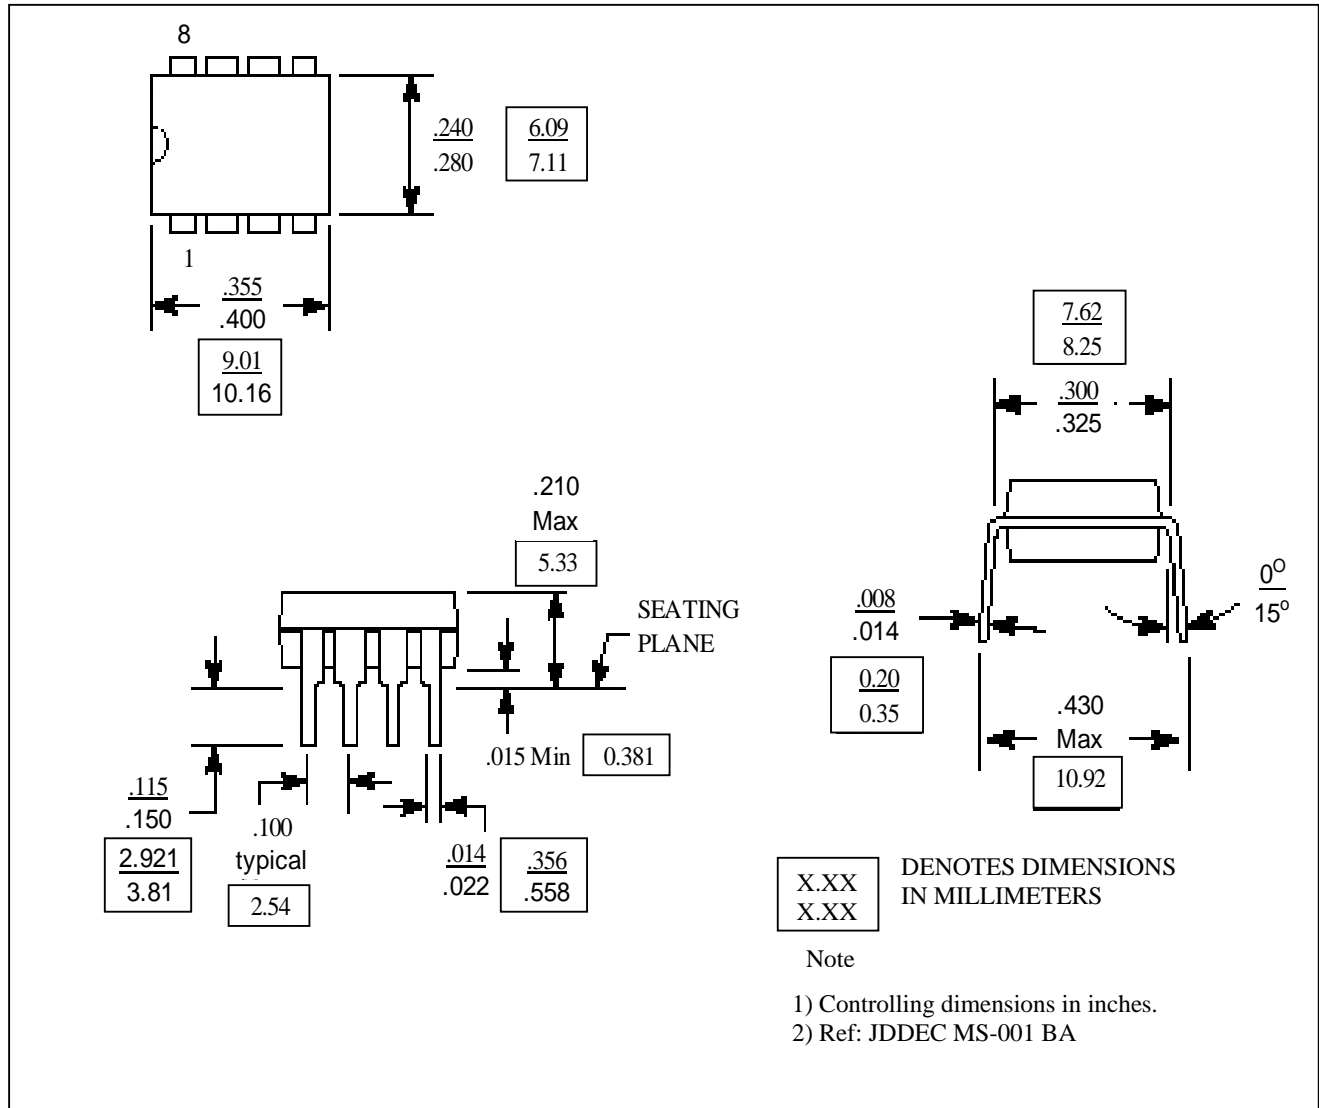 8
.240
.280
6.09
7.11
1
.355
.400
9.01
10.16
7.62
8.25
.300
.325
.210
Max
5.33
SEATING
PLANE
.008
.014
0.20
0.35
0O
15o
.430
Max
10.92
.015 Min
0.381
.115
.150
2.921
3.81
.100
typical
2.54
.014
.022
.356
.558
X.XX
X.XX
DENOTES DIMENSIONS
IN MILLIMETERS
Note
1) Controlling dimensions in inches.
2) Ref: JDDEC MS-001 BA